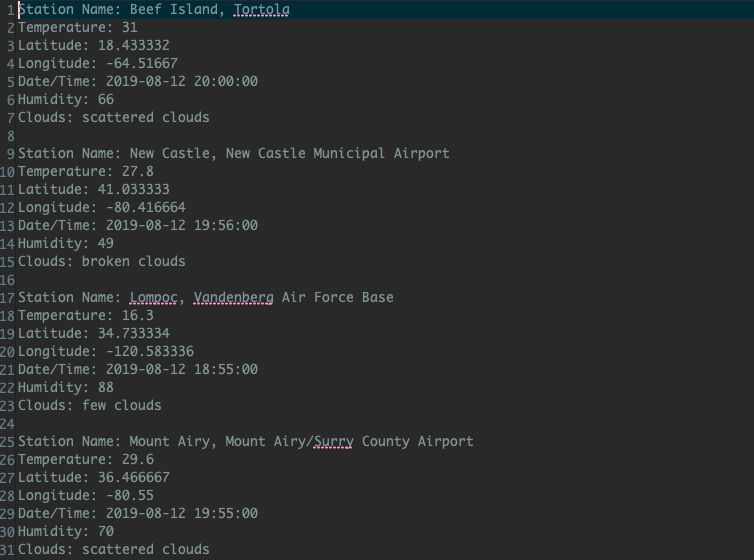 1 Station Name: Beef Island, Tortola
2 Temperature: 31
3 Latitude: 18.433332
4 Longitude: -64.51667
5 Date/Time: 2019-08-12 20:00:00
6 Humidity: 66
7 Clouds: scattered clouds
8
9 Station Name: New Castle, New Castle Municipal Airport
10 Temperature: 27.8
11 Latitude: 41.033333
12 Longitude: -80.416664
13 Date/Time: 2019-08-12 19:56:00
14 Humidity: 49
15 Clouds: broken clouds
16
17 Station Name: Lompoc, Vandenberg Air Force Base
18 Temperature: 16.3
19 Latitude: 34.733334
20 Longitude: -120.583336
21 Date/Time: 2019-08-12 18:55:00
22 Humidity: 88
23 Clouds: few clouds
24
25 Station Name: Mount Airy, Mount Airy/Surry County Airport
26 Temperature: 29.6
27 Latitude: 36.466667
28 Longitude: -80.55
29 Date/Time: 2019-08-12 19:55:00
30 Humidity: 70
31 Clouds: scattered clouds